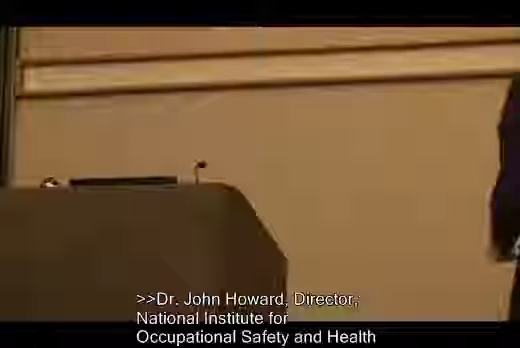 >>Dr. John Howard, Director,
National Institute for
Occupational Safety and Health